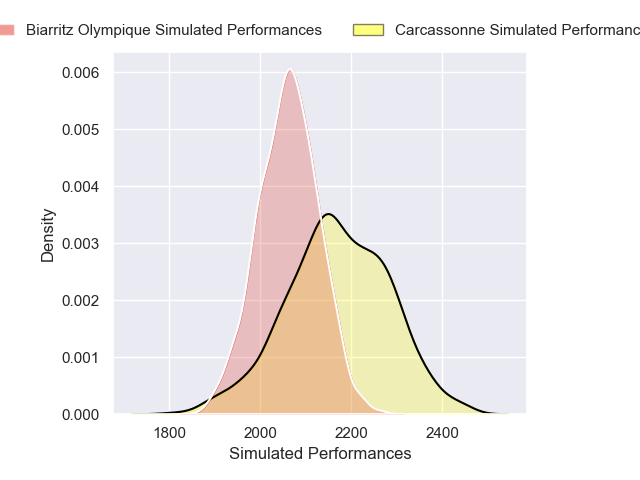 Biarritz Olympique Simulated Performances
Carcassonne Simulated Performanc
0.006
0.005
0.004
0.003
0.002
0.001
0.000
Density
1800 2000 2200 2400
Simulated Performances